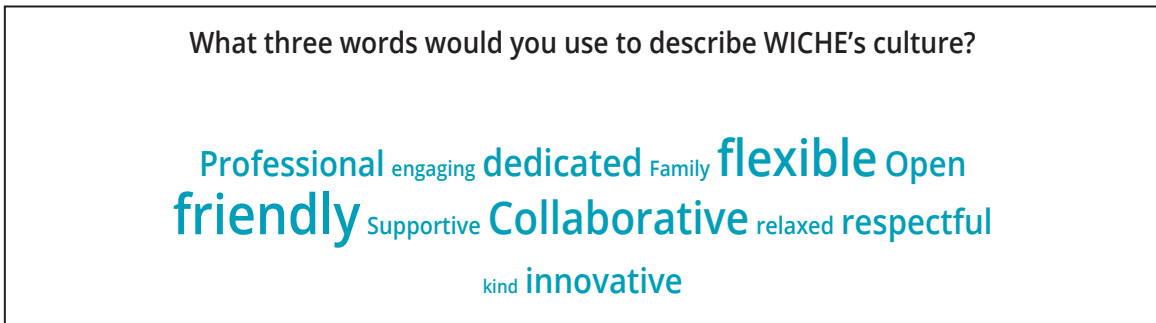 What three words would you use to describe WICHE’s culture?
Professional engaging dedicated Family flexible Open
friendly Supportive Collaborative relaxed respectful
kind innovative